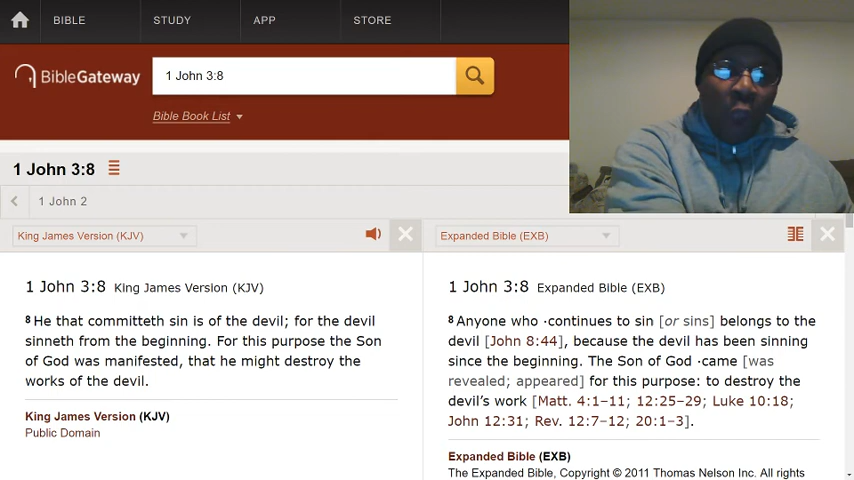 BIBLE STUDY APP STORE
BibleGateway
1 John 3:8
Bible Book List
1 John 3:8
1 John 2
King James Version (KJV)
Expanded Bible (EXB)
1 John 3:8 King James Version (KJV)
8 He that committeth sin is of the devil; for the devil
sinneth from the beginning. For this purpose the Son
of God was manifested, that he might destroy the
works of the devil.
King James Version (KJV)
Public Domain
1 John 3:8 Expanded Bible (EXB)
8 Anyone who ·continues to sin [or sins] belongs to the
devil [John 8:44], because the devil has been sinning
since the beginning. The Son of God ·came [was
revealed; appeared] for this purpose: to destroy the
devil's work [Matt. 4:1–11; 12:25–29; Luke 10:18;
John 12:31; Rev. 12:7–12; 20:1–3].
Expanded Bible (EXB)
The Expanded Bible, Copyright © 2011 Thomas Nelson Inc. All rights